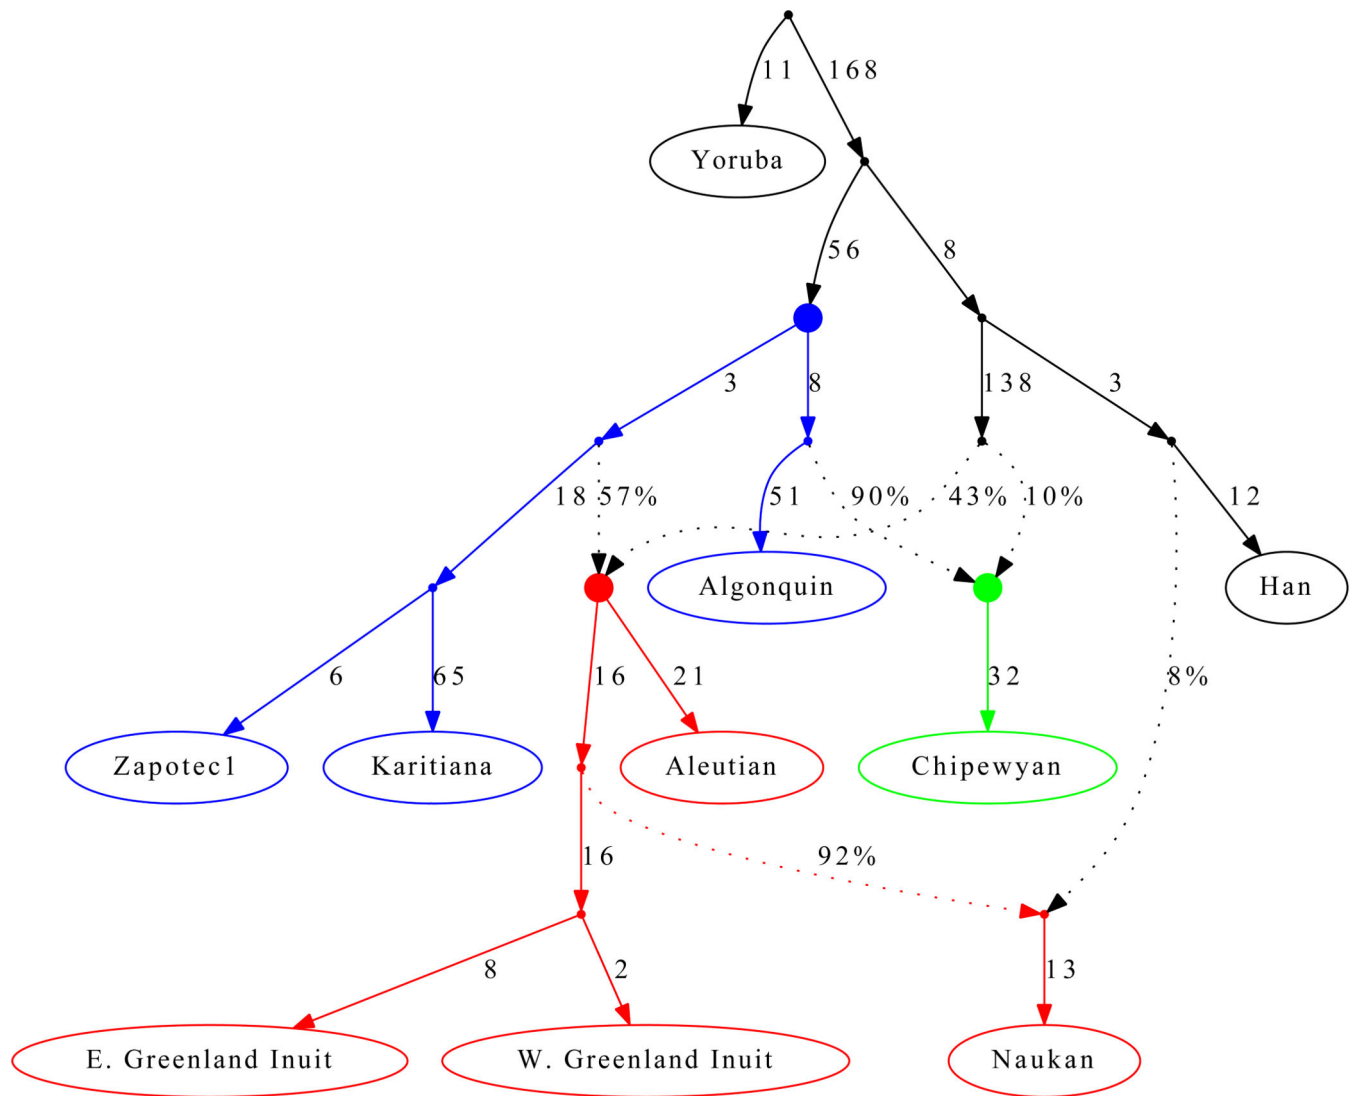 11
168
Yoruba
56
8
3
8
138
3
18
57%
51
90%
43%
10%
12
Algonquin
Han
6
65
16
21
32
8%
Zapotec1
Karitiana
Aleutian
Chipewyan
16
92%
8
2
13
E. Greenland Inuit
W. Greenland Inuit
Naukan